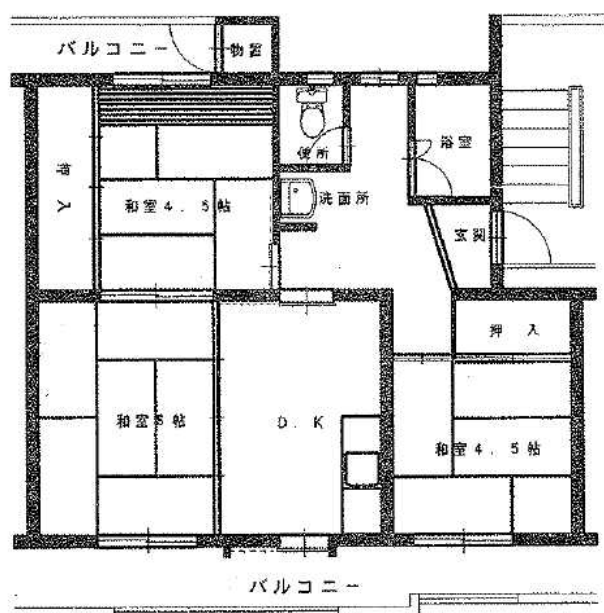 バルコニー
物置
便所
浴室
押入
和室4．5帖
洗面所
玄関
押入
和室6帖
D．K
和室4．5帖
バルコニー